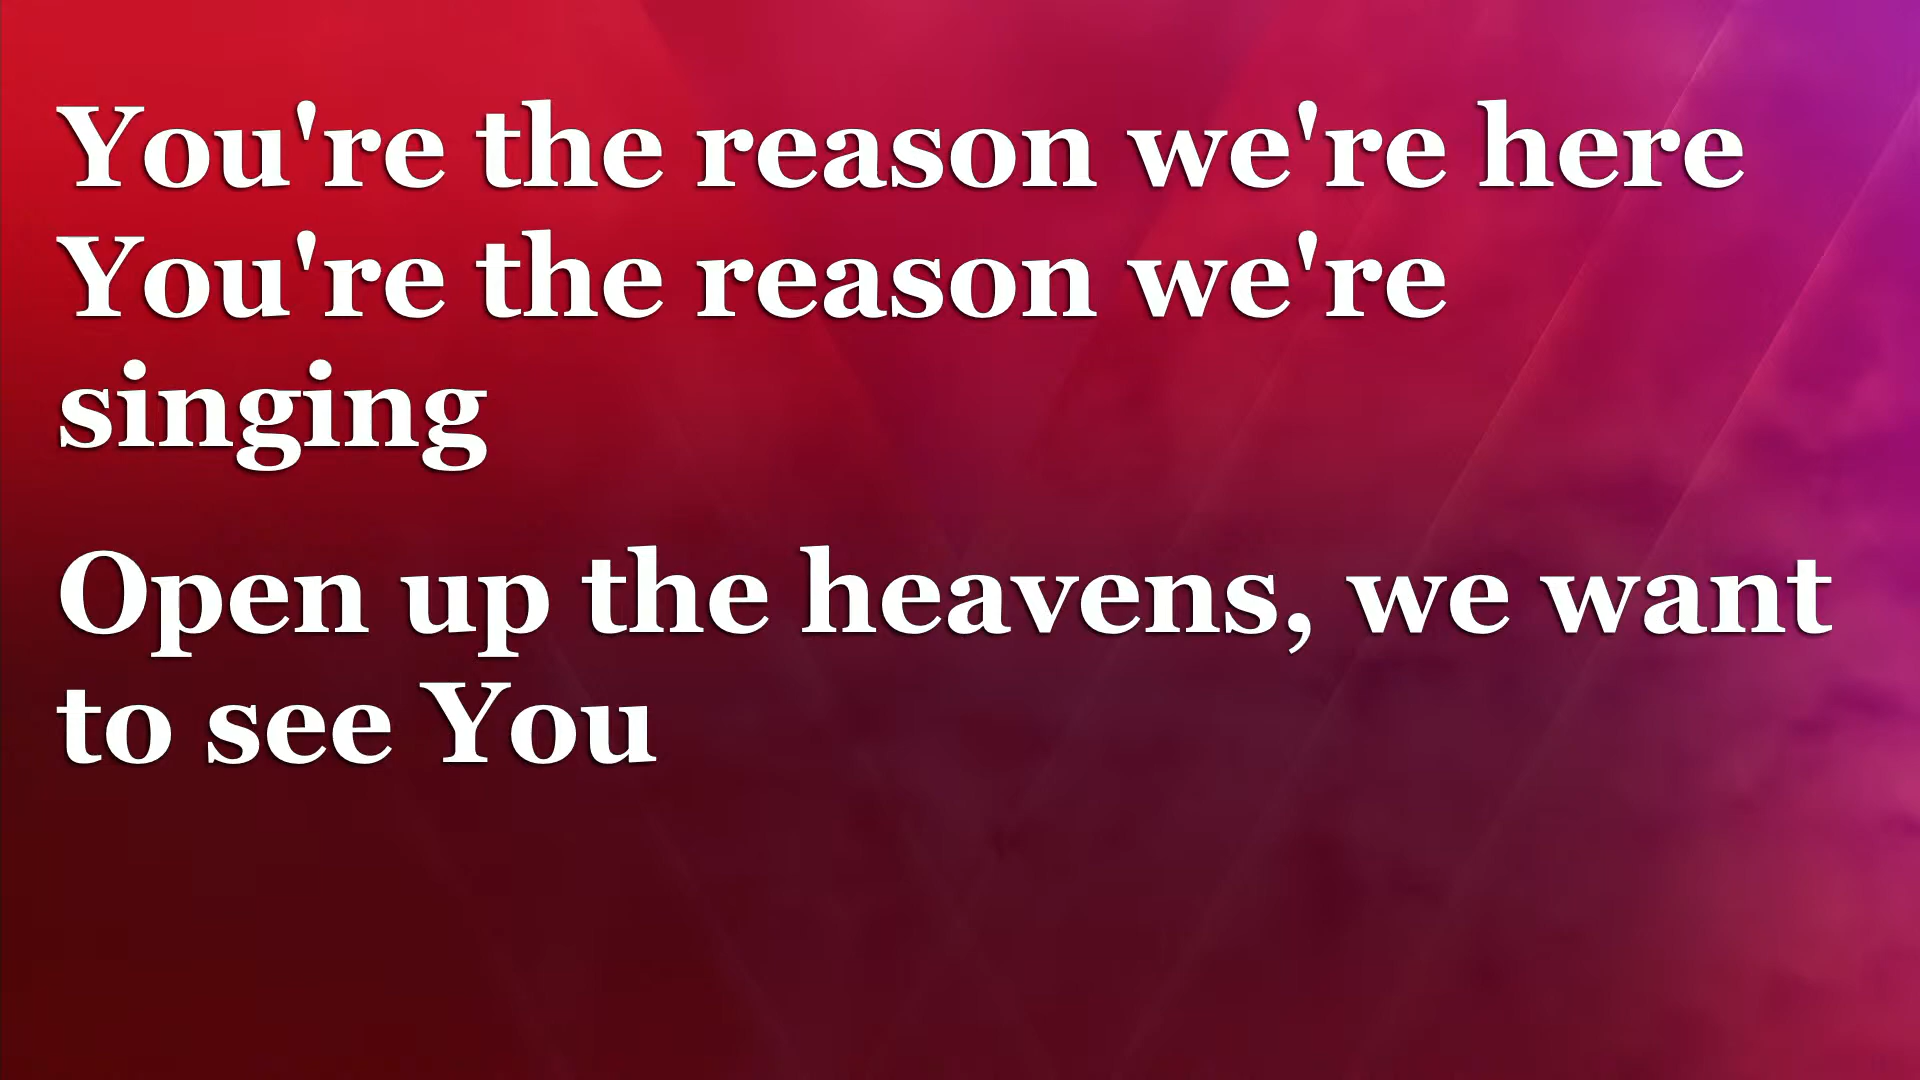 You're the reason we're here
You're the reason we're
singing
Open up the heavens, we want
to see You